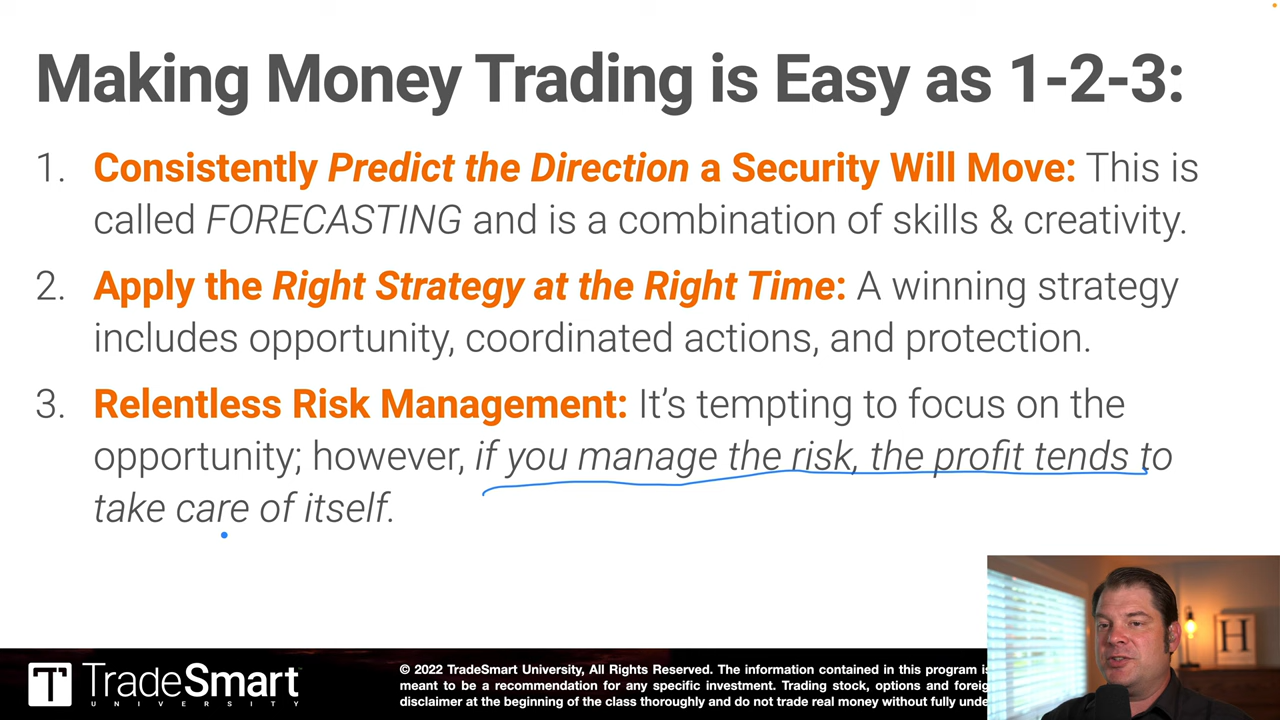 Making Money Trading is Easy as 1-2-3:
1. Consistently Predict the Direction a Security Will Move: This is
called FORECASTING and is a combination of skills & creativity.
2. Apply the Right Strategy at the Right Time: A winning strategy
includes opportunity, coordinated actions, and protection.
3. Relentless Risk Management: It's tempting to focus on the
opportunity; however, if you manage the risk, the profit tends to
take care of itself.
H
T TradeSmart
UNIVERSITY
© 2022 TradeSmart University, All Rights Reserved. The information contained in this program is
meant to be a recommendation for any specific investment. Trading stock, options and
disclaimer at the beginning of the class thoroughly and do not trade real money without fully